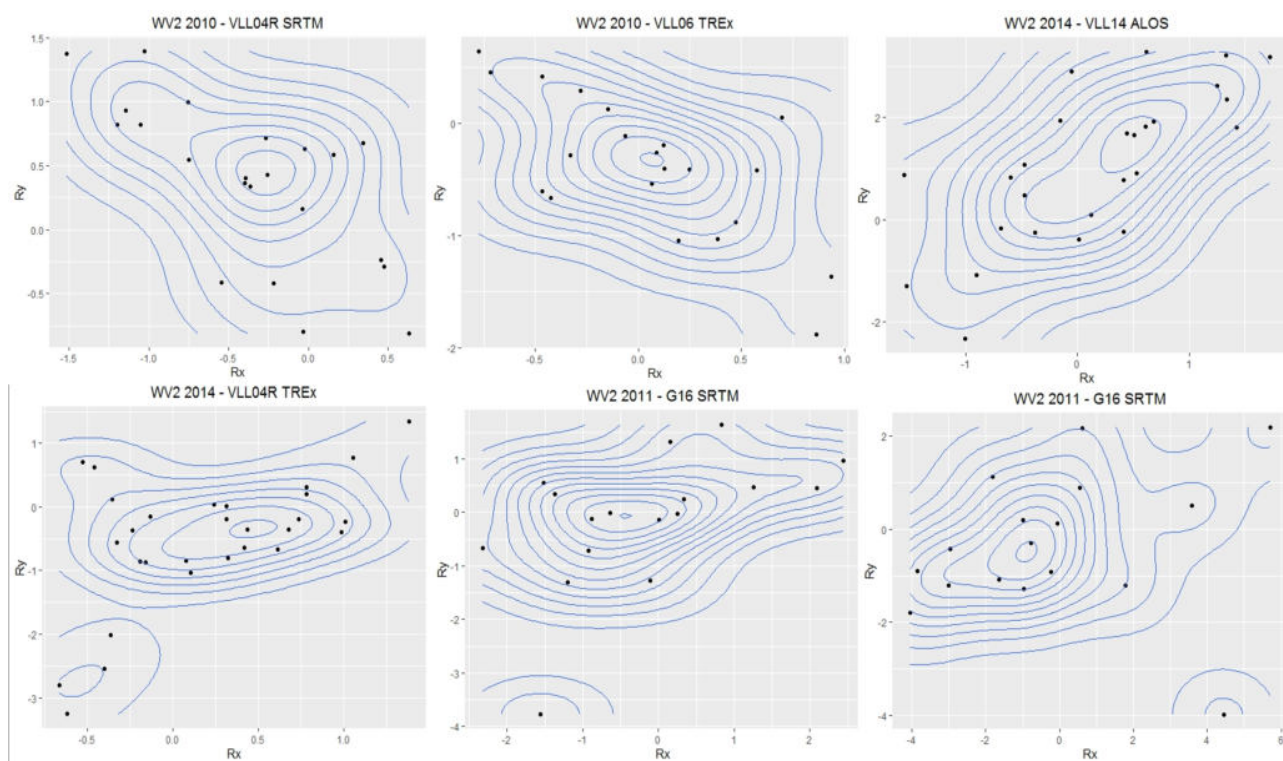 WV2 2010 - VLL04R SRTM
1.5
1.0
Ry
0.5
0.0
-0.5
-1.5 -1.0 -0.5 0.0 0.5
Rx
WV2 2010 - VLL06 TREx
0
Ry
-1
-2
-0.5 0.0 0.5 1.0
Rx
WV2 2014 - VLL14 ALOS
2
Ry
0
-2
-1 0 1
Rx
WV2 2014 - VLL04R TREx
1
0
Ry
-1
-2
-3
-0.5 0.0 0.5 1.0
Rx
WV2 2011 - G16 SRTM
2
1
0
Ry
-1
-2
-3
-4
-2 -1 0 1 2
Rx
WV2 2011 - G16 SRTM
2
0
Ry
-2
-4
-4 -2 0 2 4 6
Rx